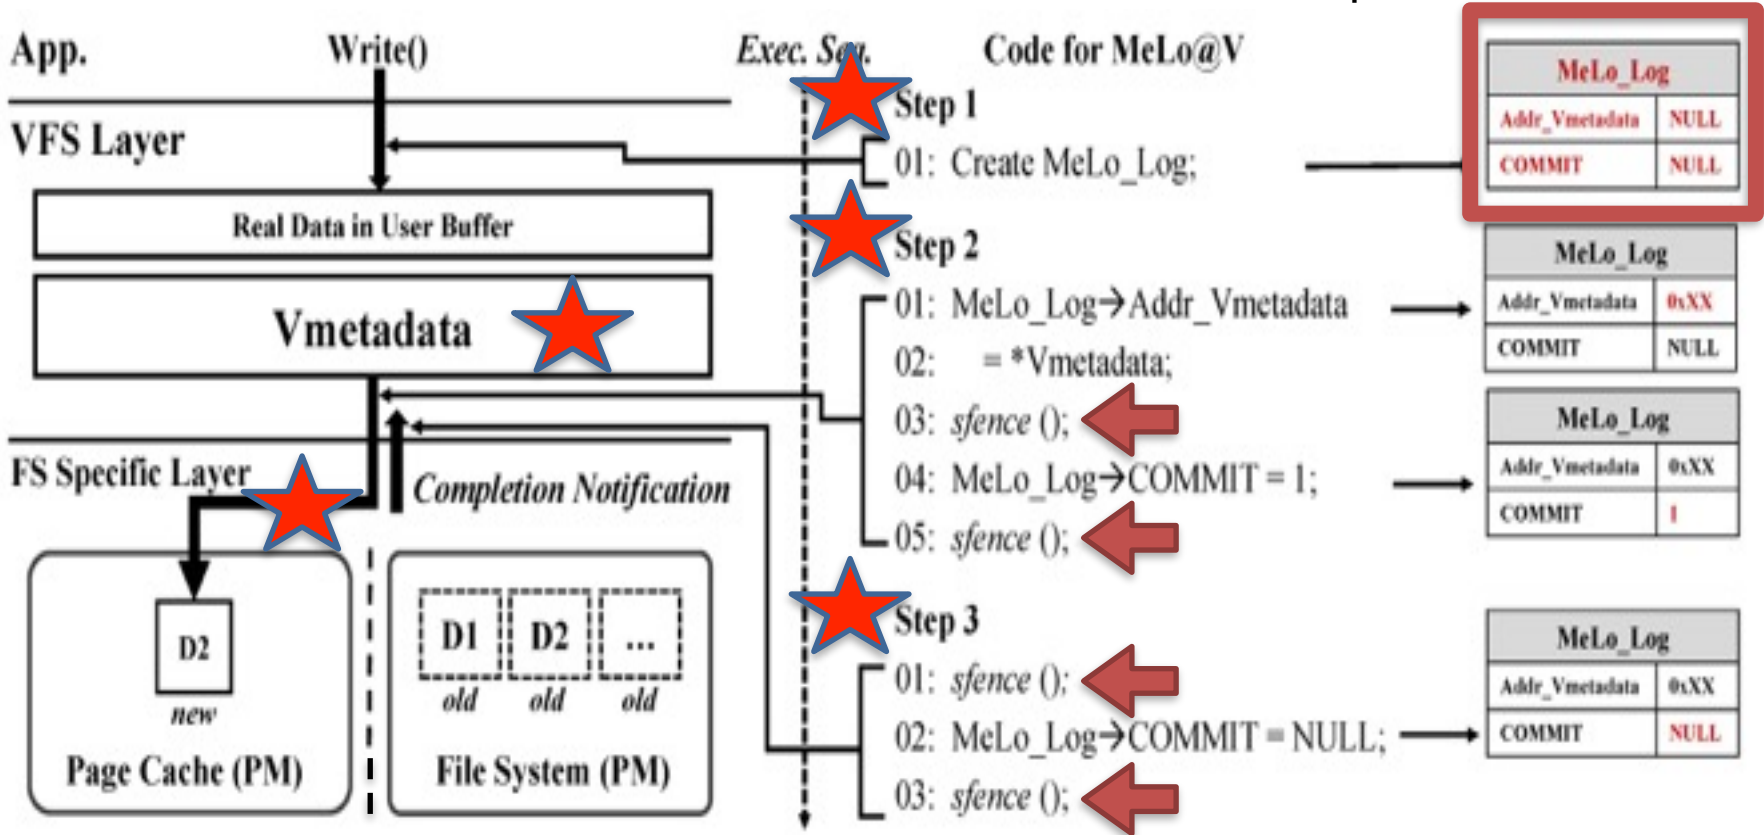 App.
Write()
Exec. Seq.
Code for MeLo@V
VFS Layer
Real Data in User Buffer
Vmetadata
FS Specific Layer
Completion Notification
D2
new
Page Cache (PM)
D1
D2
...
old
old
old
File System (PM)
Step 1
01: Create MeLo_Log;
Step 2
01: MeLo_Log→Addr_Vmetadata
02: = *Vmetadata;
03: sfence ();
04: MeLo_Log→COMMIT = 1;
05: sfence ();
Step 3
01: sfence ();
02: MeLo_Log→COMMIT = NULL;
03: sfence ();
MeLo_Log
Addr_Vmetadata NULL
COMMIT NULL
MeLo_Log
Addr_Vmetadata 0xXX
COMMIT NULL
MeLo_Log
Addr_Vmetadata 0xXX
COMMIT 1
MeLo_Log
Addr_Vmetadata 0xXX
COMMIT NULL